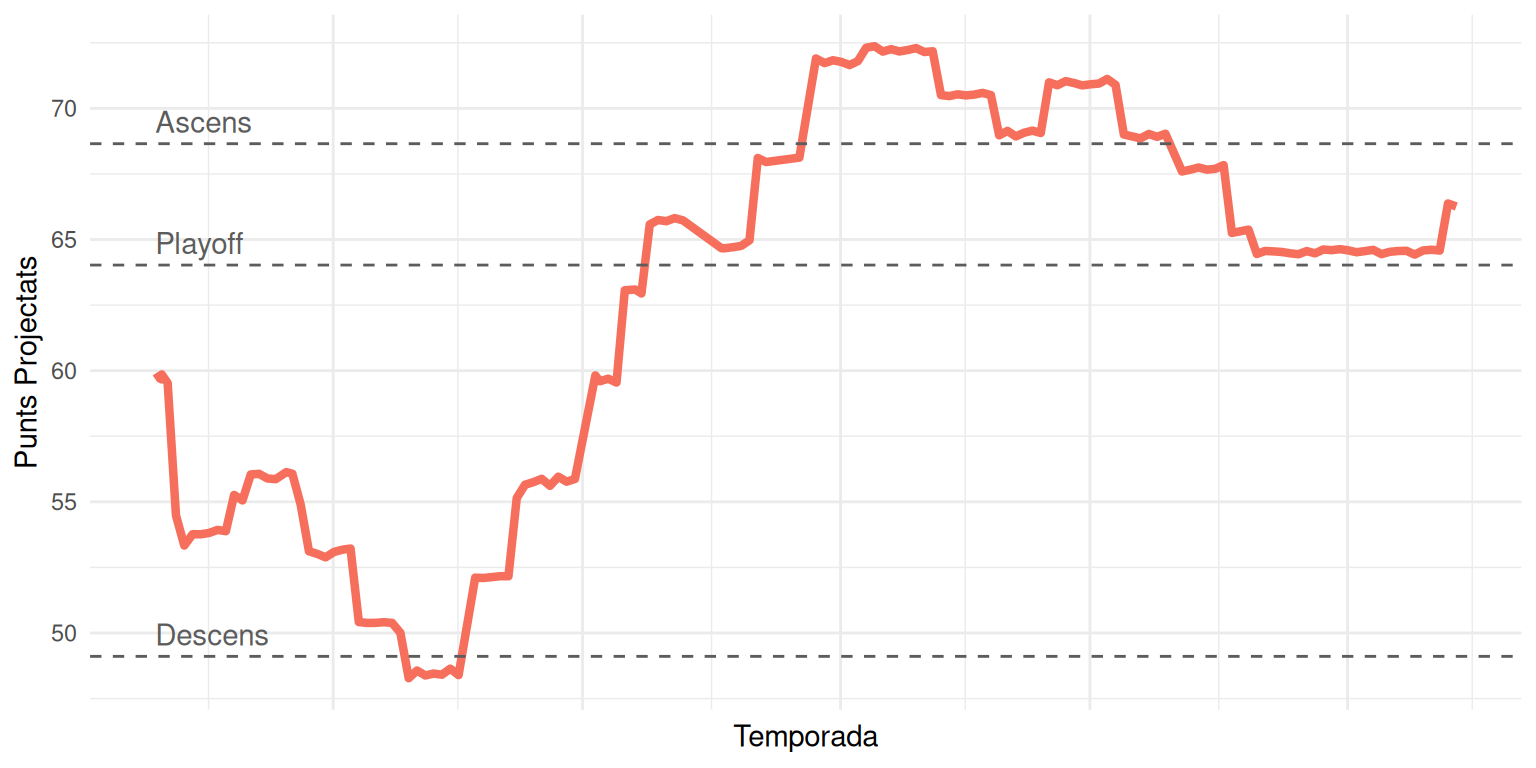 70
65
60
55
50
Ascens
Playoff
Descens
Punts Projectats
Temporada